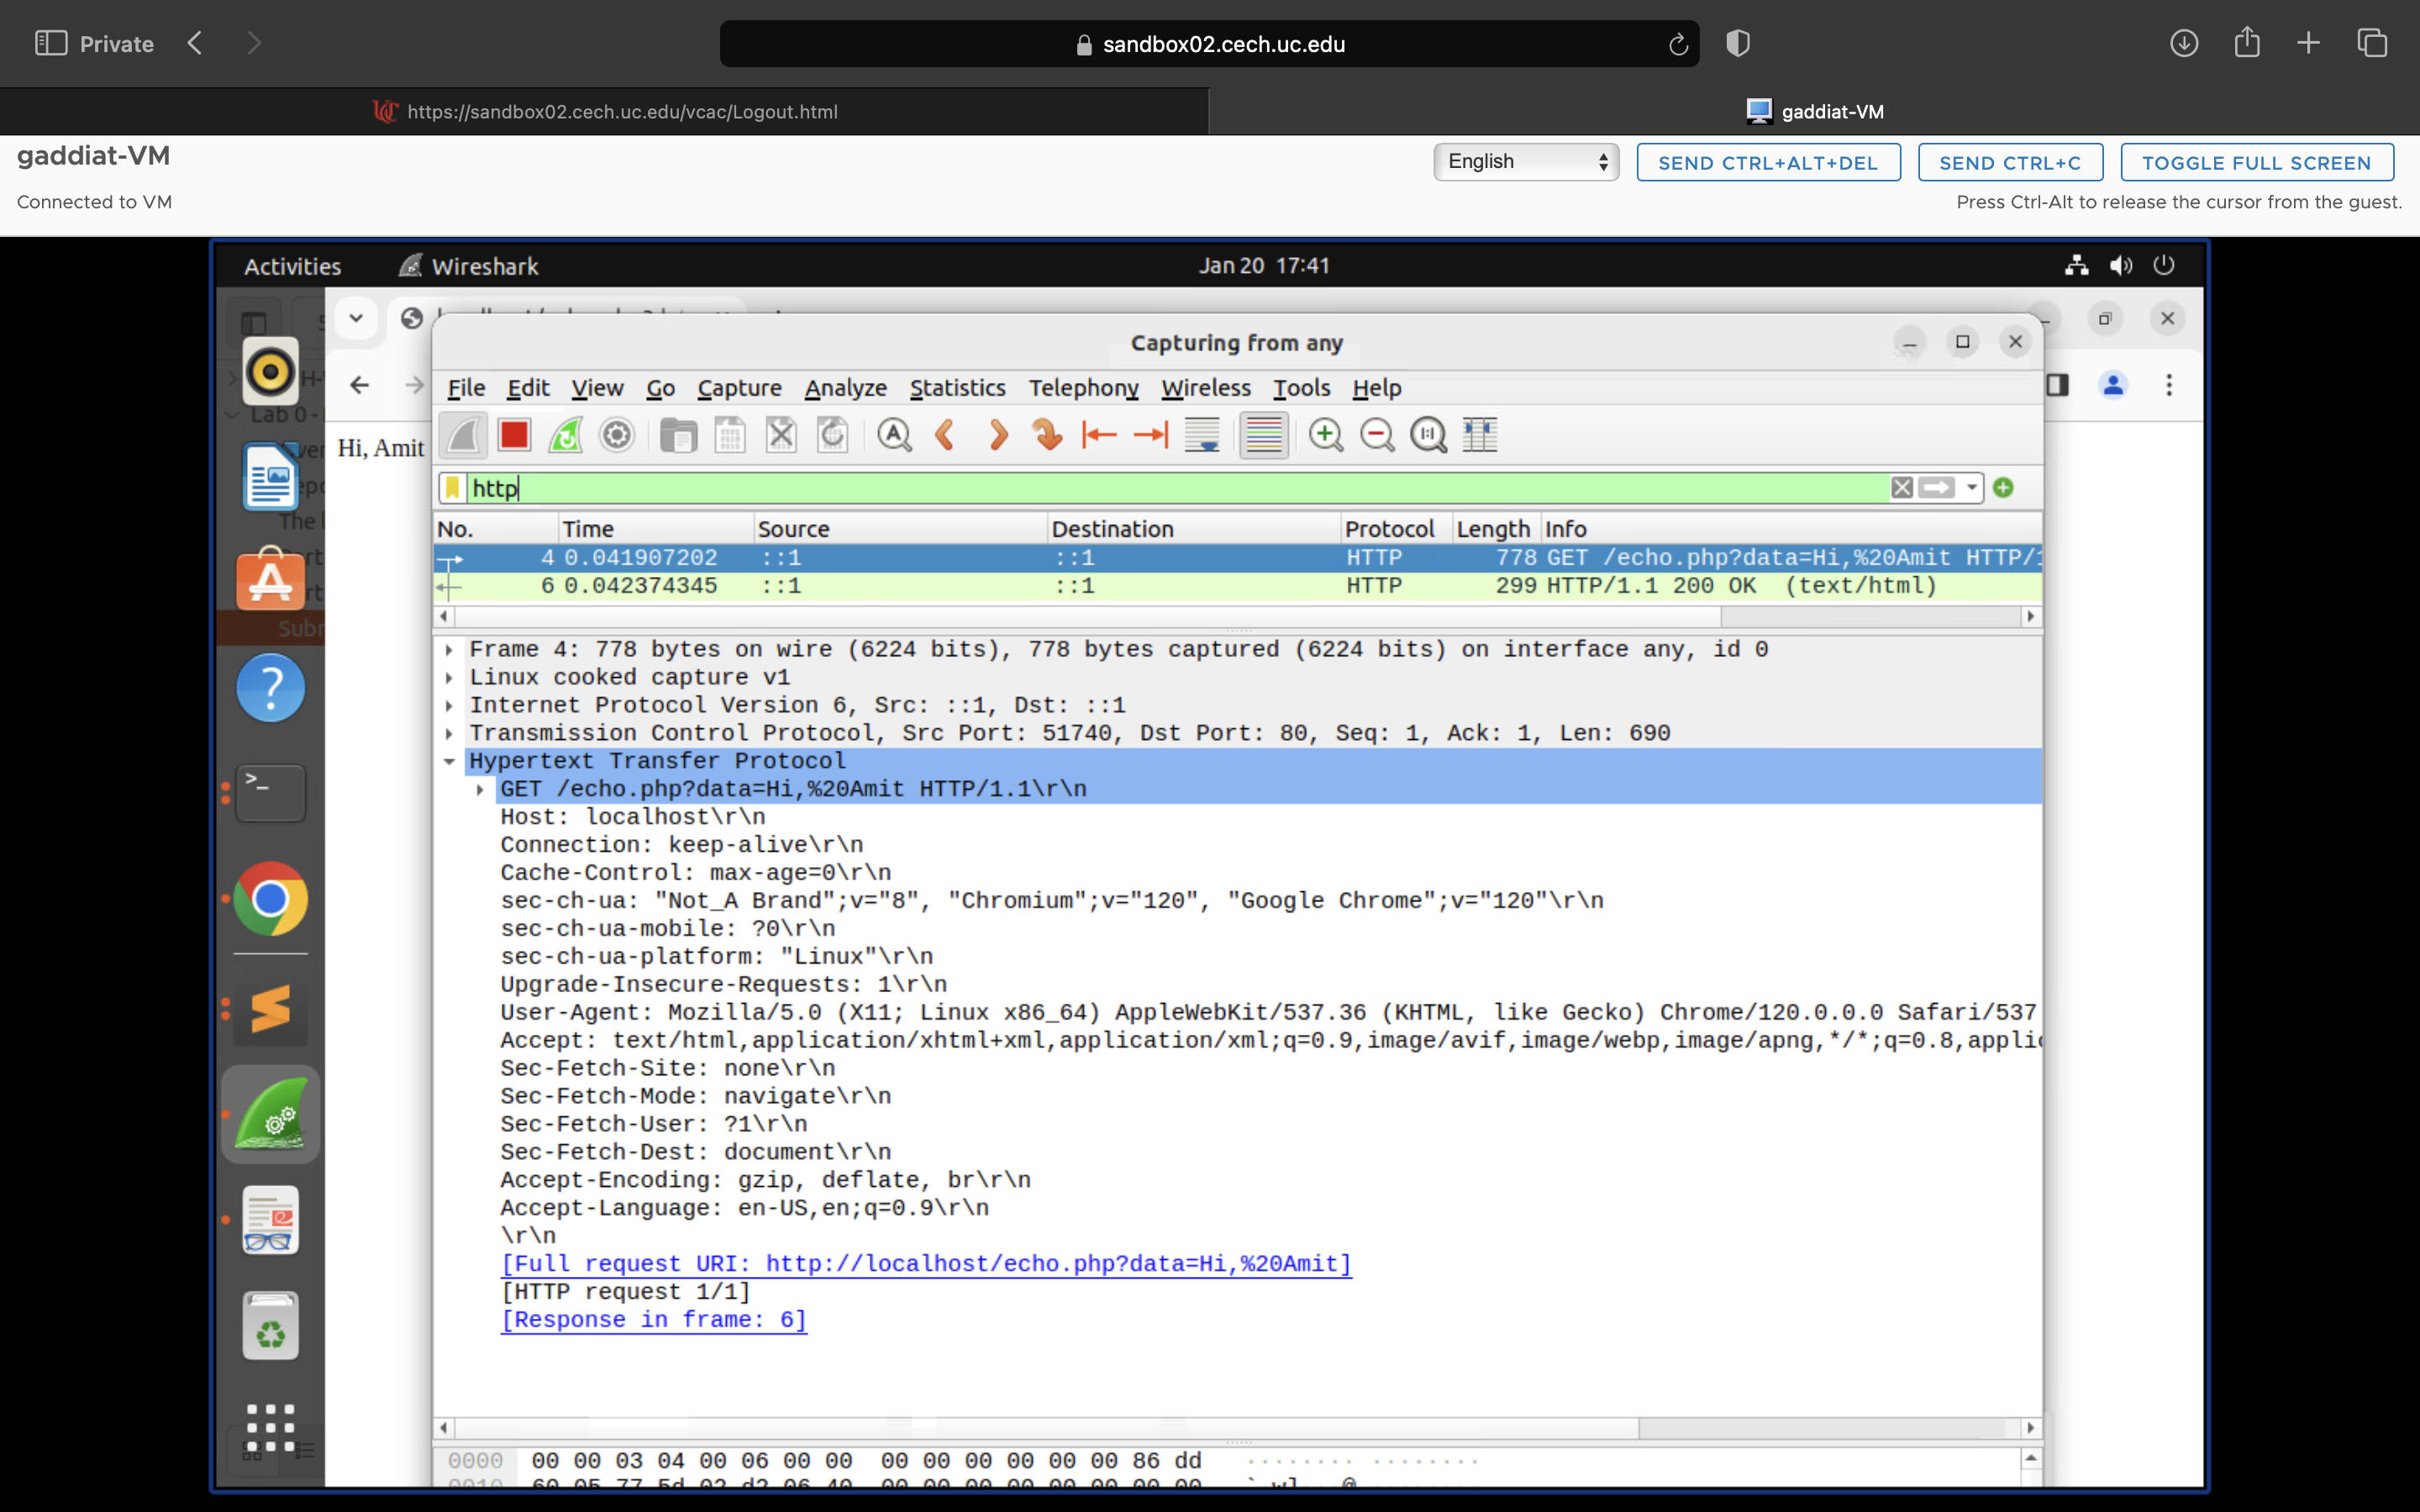 Private
sandbox02.cech.uc.edu
https://sandbox02.cech.uc.edu/vcac/Logout.html
gaddiat-VM
gaddiat-VM
English
SEND CTRL+ALT+DEL
SEND CTRL+C
TOGGLE FULL SCREEN
Connected to VM
Press Ctrl-Alt to release the cursor from the guest.
Activities
Wireshark
Jan 20 17:41
Capturing from any
File Edit View Go Capture Analyze Statistics Telephony Wireless Tools Help
Lab 0 -
Hi, Amit
http
No. Time Source Destination Protocol Length Info
4 0.041907202 ::1 ::1 HTTP 778 GET /echo.php?data=Hi,%20Amit HTTP/1
6 0.042374345 ::1 ::1 HTTP 299 HTTP/1.1 200 OK (text/html)
The
Subr
Frame 4: 778 bytes on wire (6224 bits), 778 bytes captured (6224 bits) on interface any, id 0
Linux cooked capture v1
Internet Protocol Version 6, Src: ::1, Dst: ::1
Transmission Control Protocol, Src Port: 51740, Dst Port: 80, Seq: 1, Ack: 1, Len: 690
Hypertext Transfer Protocol
GET /echo.php?data=Hi,%20Amit HTTP/1.1\r\n
Host: localhost\r\n
Connection: keep-alive\r\n
Cache-Control: max-age=0\r\n
sec-ch-ua: "Not_A Brand";v="8", "Chromium";v="120", "Google Chrome";v="120"\r\n
sec-ch-ua-mobile: ?0\r\n
sec-ch-ua-platform: "Linux"\r\n
Upgrade-Insecure-Requests: 1\r\n
User-Agent: Mozilla/5.0 (X11; Linux x86_64) AppleWebKit/537.36 (KHTML, like Gecko) Chrome/120.0.0.0 Safari/537
Accept: text/html,application/xhtml+xml,application/xml;q=0.9,image/avif,image/webp,image/apng,*/*;q=0.8,applic
Sec-Fetch-Site: none\r\n
Sec-Fetch-Mode: navigate\r\n
Sec-Fetch-User: ?1\r\n
Sec-Fetch-Dest: document\r\n
Accept-Encoding: gzip, deflate, br\r\n
Accept-Language: en-US,en;q=0.9\r\n
\r\n
[Full request URI: http://localhost/echo.php?data=Hi,%20Amit]
[HTTP request 1/1]
[Response in frame: 6]
0000 00 00 03 04 00 06 00 00 00 00 00 00 00 00 86 dd ········ ········